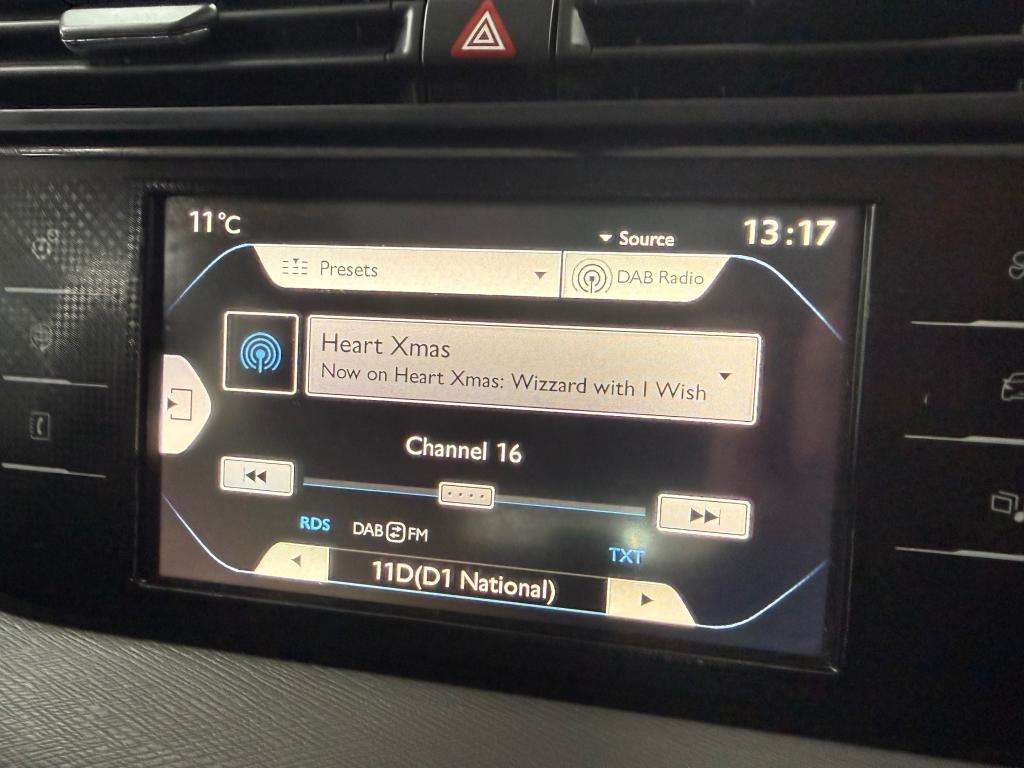 11°C
Source
13:17
Presets
DAB Radio
Heart Xmas
Now on Heart Xmas: Wizzard with I Wish
Channel 16
RDS
DAB FM
TXT
11D(D1 National)